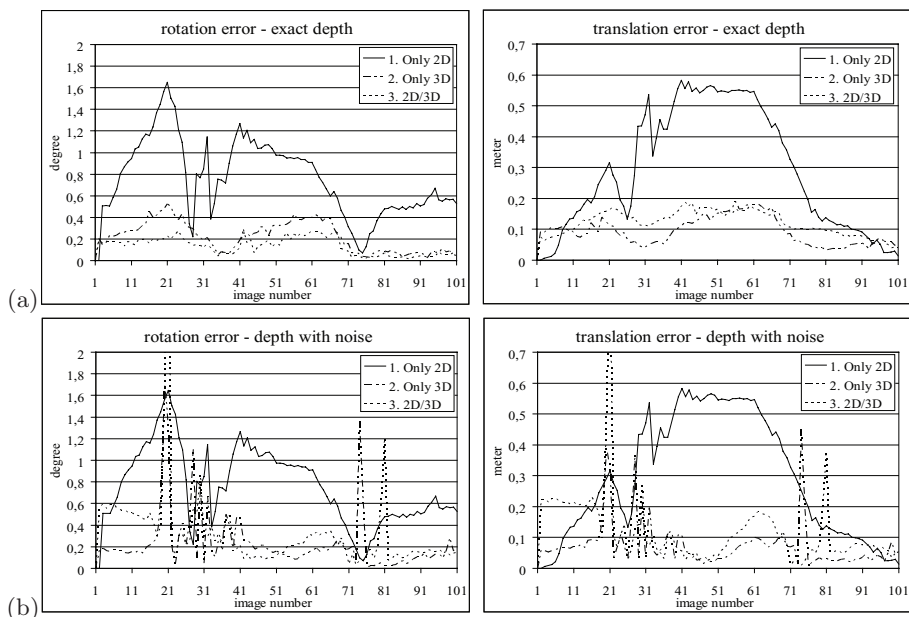 rotation error - exact depth
2
1,8
1,6
1,4
1,2
1
0,8
0,6
0,4
0,2
0
degree
1. Only 2D
2. Only 3D
3. 2D/3D
1 11 21 31 41 51 61 71 81 91 101
image number
translation error - exact depth
0,7
0,6
0,5
0,4
0,3
0,2
0,1
0
meter
1. Only 2D
2. Only 3D
3. 2D/3D
1 11 21 31 41 51 61 71 81 91 101
image number
(a)
rotation error - depth with noise
2
1,8
1,6
1,4
1,2
1
0,8
0,6
0,4
0,2
0
degree
1. Only 2D
2. Only 3D
3. 2D/3D
1 11 21 31 41 51 61 71 81 91 101
image number
translation error - depth with noise
0,7
0,6
0,5
0,4
0,3
0,2
0,1
0
meter
1. Only 2D
2. Only 3D
3. 2D/3D
1 11 21 31 41 51 61 71 81 91 101
image number
(b)